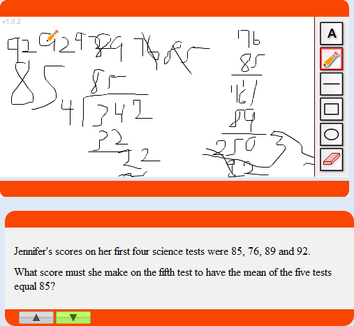 v1.0.2
92 89 76 85
85
85
4 342
32
22
76
85
161
89
250
92
A
Jennifer's scores on her first four science tests were 85, 76, 89 and 92.
What score must she make on the fifth test to have the mean of the five tests
equal 85?